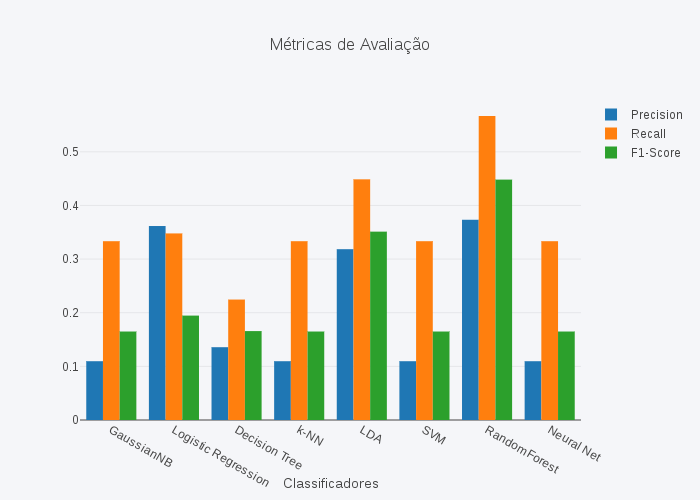 Métricas de Avaliação
Precision
Recall
F1-Score
0.5
0.4
0.3
0.2
0.1
0
GaussianNB
Logistic Regression
Decision Tree
k-NN
LDA
SVM
RandomForest
Neural Net
Classificadores